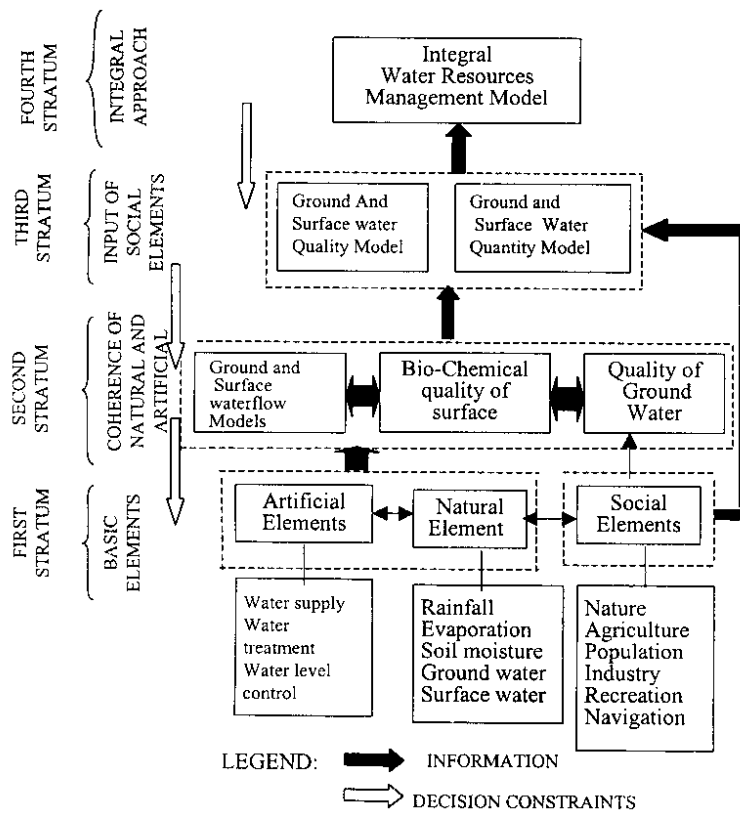 FOURTH
STRATUM
INTEGRAL
APPROACH
Integral
Water Resources
Management Model
THIRD
STRATUM
INPUT OF
SOCIAL
ELEMENTS
Ground And
Surface water
Quality Model
Ground and
Surface Water
Quantity Model
SECOND
STRATUM
COHERENCE OF
NATURAL AND
ARTIFICIAL
Ground and
Surface
waterflow
Models
Bio-Chemical
quality of
surface
Quality of
Ground
Water
FIRST
STRATUM
BASIC
ELEMENTS
Artificial
Elements
Natural
Element
Social
Elements
Water supply
Water
treatment
Water level
control
Rainfall
Evaporation
Soil moisture
Ground water
Surface water
Nature
Agriculture
Population
Industry
Recreation
Navigation
LEGEND: INFORMATION
DECISION CONSTRAINTS